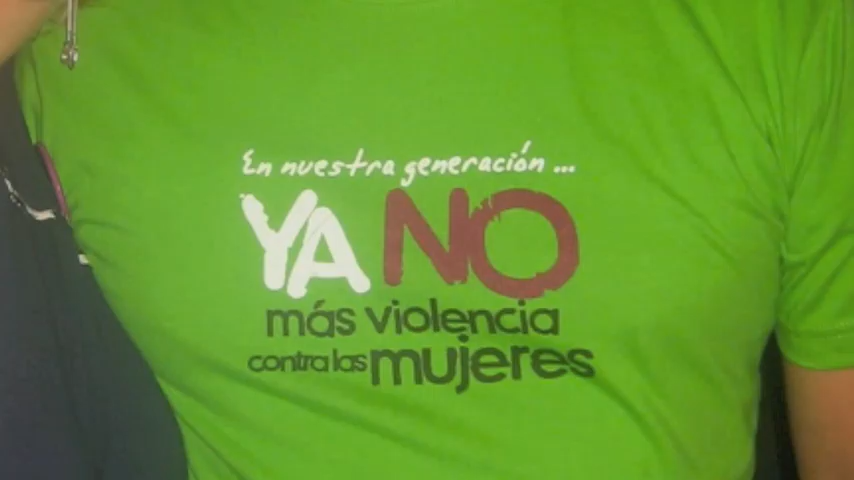 En nuestra generación ...
YA NO
más violencia
contra las mujeres